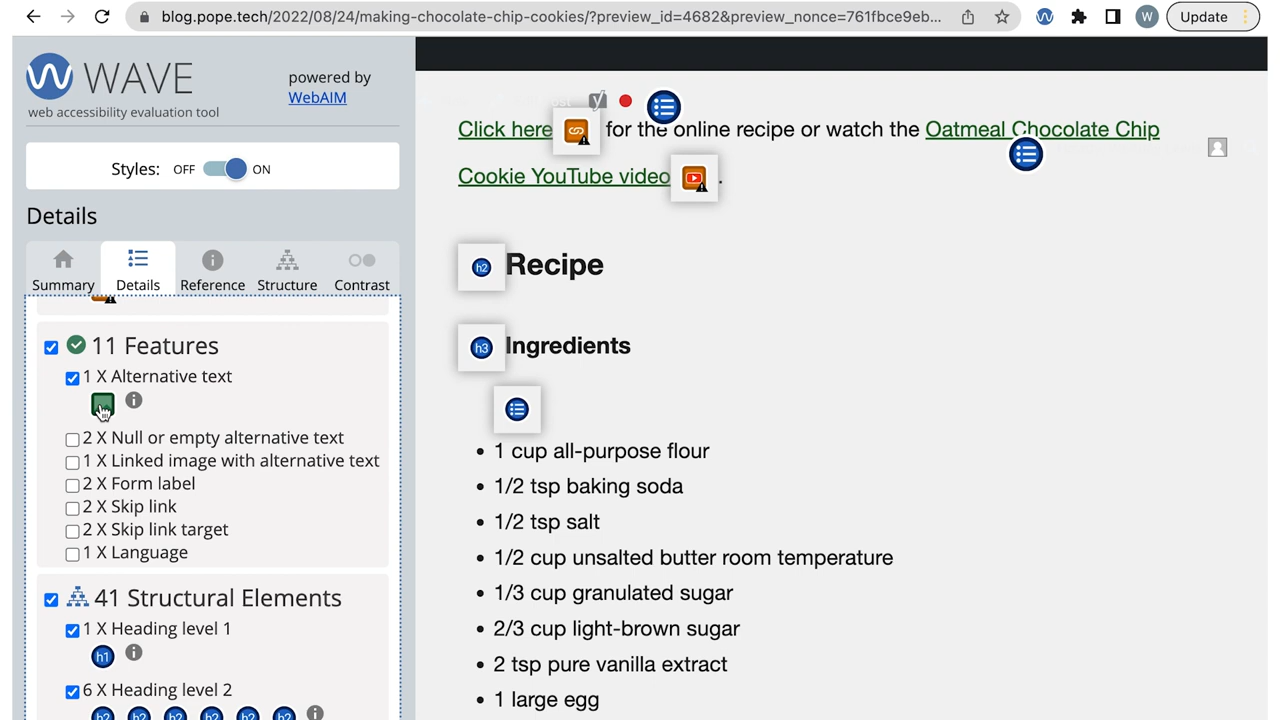 blog.pope.tech/2022/08/24/making-chocolate-chip-cookies/?preview_id=4682&preview_nonce=761fbce9eb...
W
Update
WAVE
powered by
WebAIM
web accessibility evaluation tool
Styles: OFF ON
Details
Summary Details Reference Structure Contrast
11 Features
1 X Alternative text
2 X Null or empty alternative text
1 X Linked image with alternative text
2 X Form label
2 X Skip link
2 X Skip link target
1 X Language
41 Structural Elements
1 X Heading level 1
h1
6 X Heading level 2
h2 h2 h2 h2 h2 h2
Click here for the online recipe or watch the Oatmeal Chocolate Chip
Cookie YouTube video .
h2 Recipe
h3 Ingredients
• 1 cup all-purpose flour
• 1/2 tsp baking soda
• 1/2 tsp salt
• 1/2 cup unsalted butter room temperature
• 1/3 cup granulated sugar
• 2/3 cup light-brown sugar
• 2 tsp pure vanilla extract
• 1 large egg